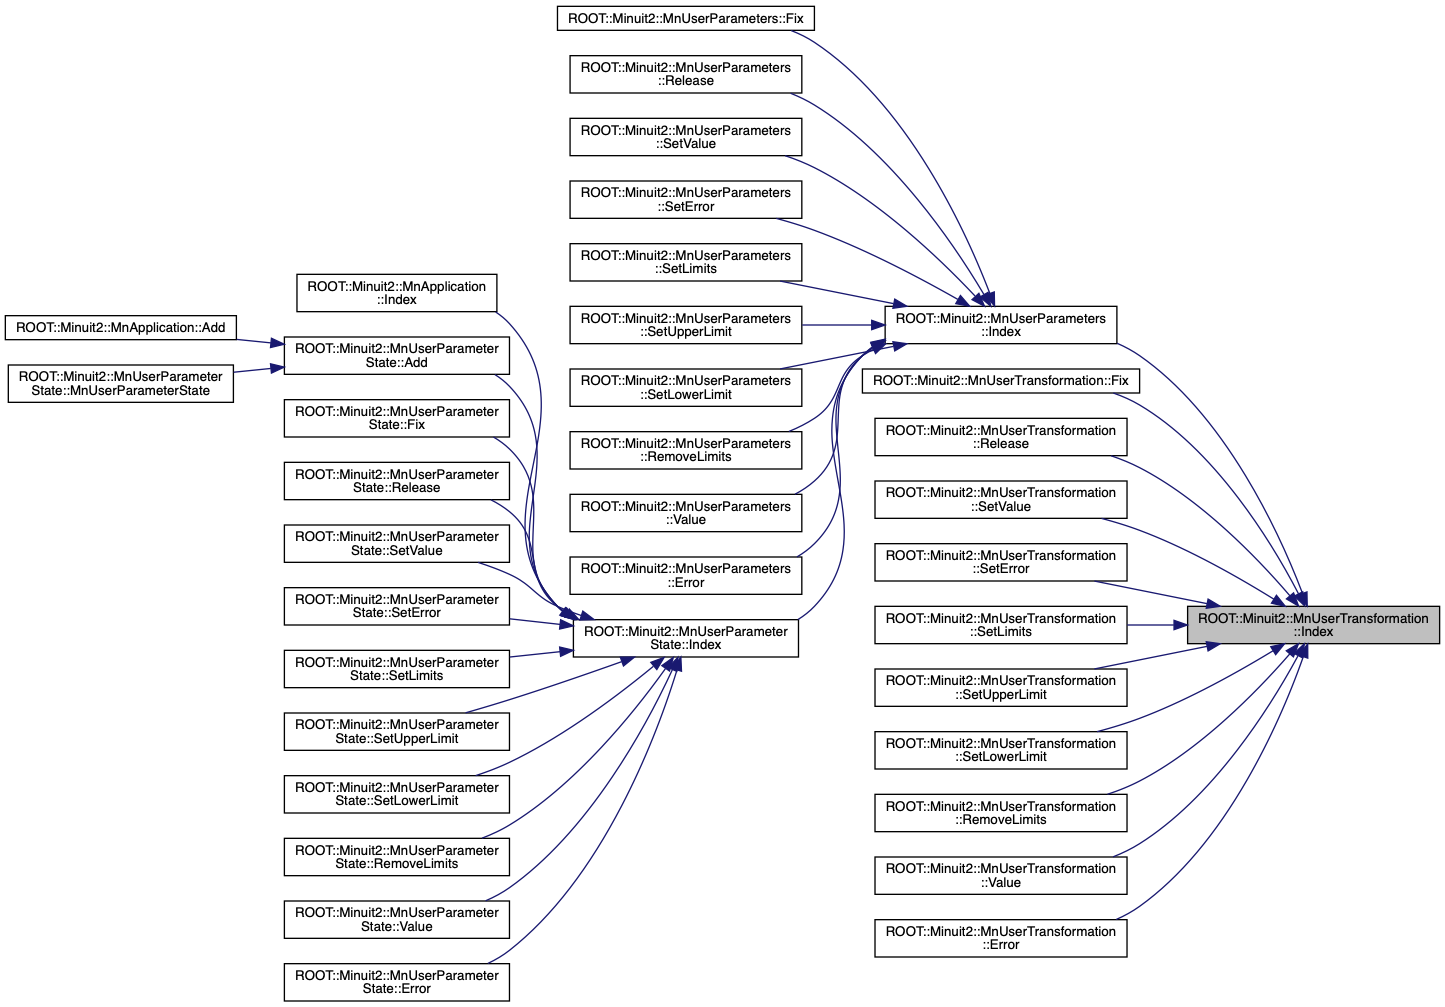 ROOT::Minuit2::MnUserParameters::Fix
ROOT::Minuit2::MnUserParameters
::Release
ROOT::Minuit2::MnUserParameters
::SetValue
ROOT::Minuit2::MnUserParameters
::SetError
ROOT::Minuit2::MnUserParameters
::SetLimits
ROOT::Minuit2::MnUserParameters
::SetUpperLimit
ROOT::Minuit2::MnUserParameters
::SetLowerLimit
ROOT::Minuit2::MnUserParameters
::RemoveLimits
ROOT::Minuit2::MnUserParameters
::Value
ROOT::Minuit2::MnUserParameters
::Error
ROOT::Minuit2::MnUserParameter
State::Index
ROOT::Minuit2::MnApplication
::Index
ROOT::Minuit2::MnUserParameter
State::Add
ROOT::Minuit2::MnUserParameter
State::Fix
ROOT::Minuit2::MnUserParameter
State::Release
ROOT::Minuit2::MnUserParameter
State::SetValue
ROOT::Minuit2::MnUserParameter
State::SetError
ROOT::Minuit2::MnUserParameter
State::SetLimits
ROOT::Minuit2::MnUserParameter
State::SetUpperLimit
ROOT::Minuit2::MnUserParameter
State::SetLowerLimit
ROOT::Minuit2::MnUserParameter
State::RemoveLimits
ROOT::Minuit2::MnUserParameter
State::Value
ROOT::Minuit2::MnUserParameter
State::Error
ROOT::Minuit2::MnApplication::Add
ROOT::Minuit2::MnUserParameter
State::MnUserParameterState
ROOT::Minuit2::MnUserParameters
::Index
ROOT::Minuit2::MnUserTransformation::Fix
ROOT::Minuit2::MnUserTransformation
::Release
ROOT::Minuit2::MnUserTransformation
::SetValue
ROOT::Minuit2::MnUserTransformation
::SetError
ROOT::Minuit2::MnUserTransformation
::SetLimits
ROOT::Minuit2::MnUserTransformation
::SetUpperLimit
ROOT::Minuit2::MnUserTransformation
::SetLowerLimit
ROOT::Minuit2::MnUserTransformation
::RemoveLimits
ROOT::Minuit2::MnUserTransformation
::Value
ROOT::Minuit2::MnUserTransformation
::Error
ROOT::Minuit2::MnUserTransformation
::Index